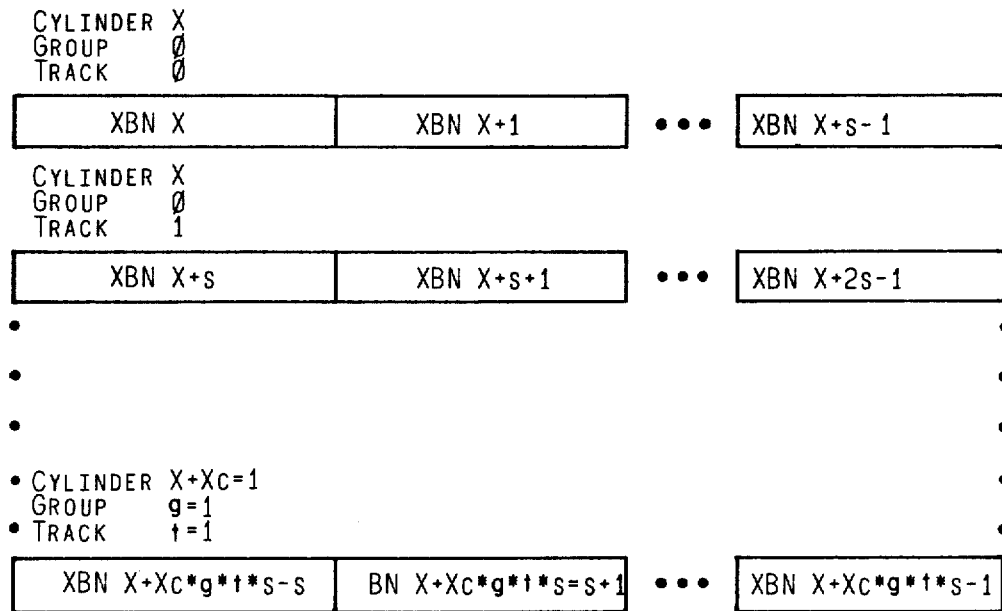 CYLINDER X
GROUP Ø
TRACK Ø
XBN X XBN X+1 ••• XBN X+s-1
CYLINDER X
GROUP Ø
TRACK 1
XBN X+s XBN X+s+1 ••• XBN X+2s-1
CYLINDER X+Xc=1
GROUP g=1
TRACK t=1
XBN X+Xc*g*t*s-s BN X+Xc*g*t*s=s+1 ••• XBN X+Xc*g*t*s-1